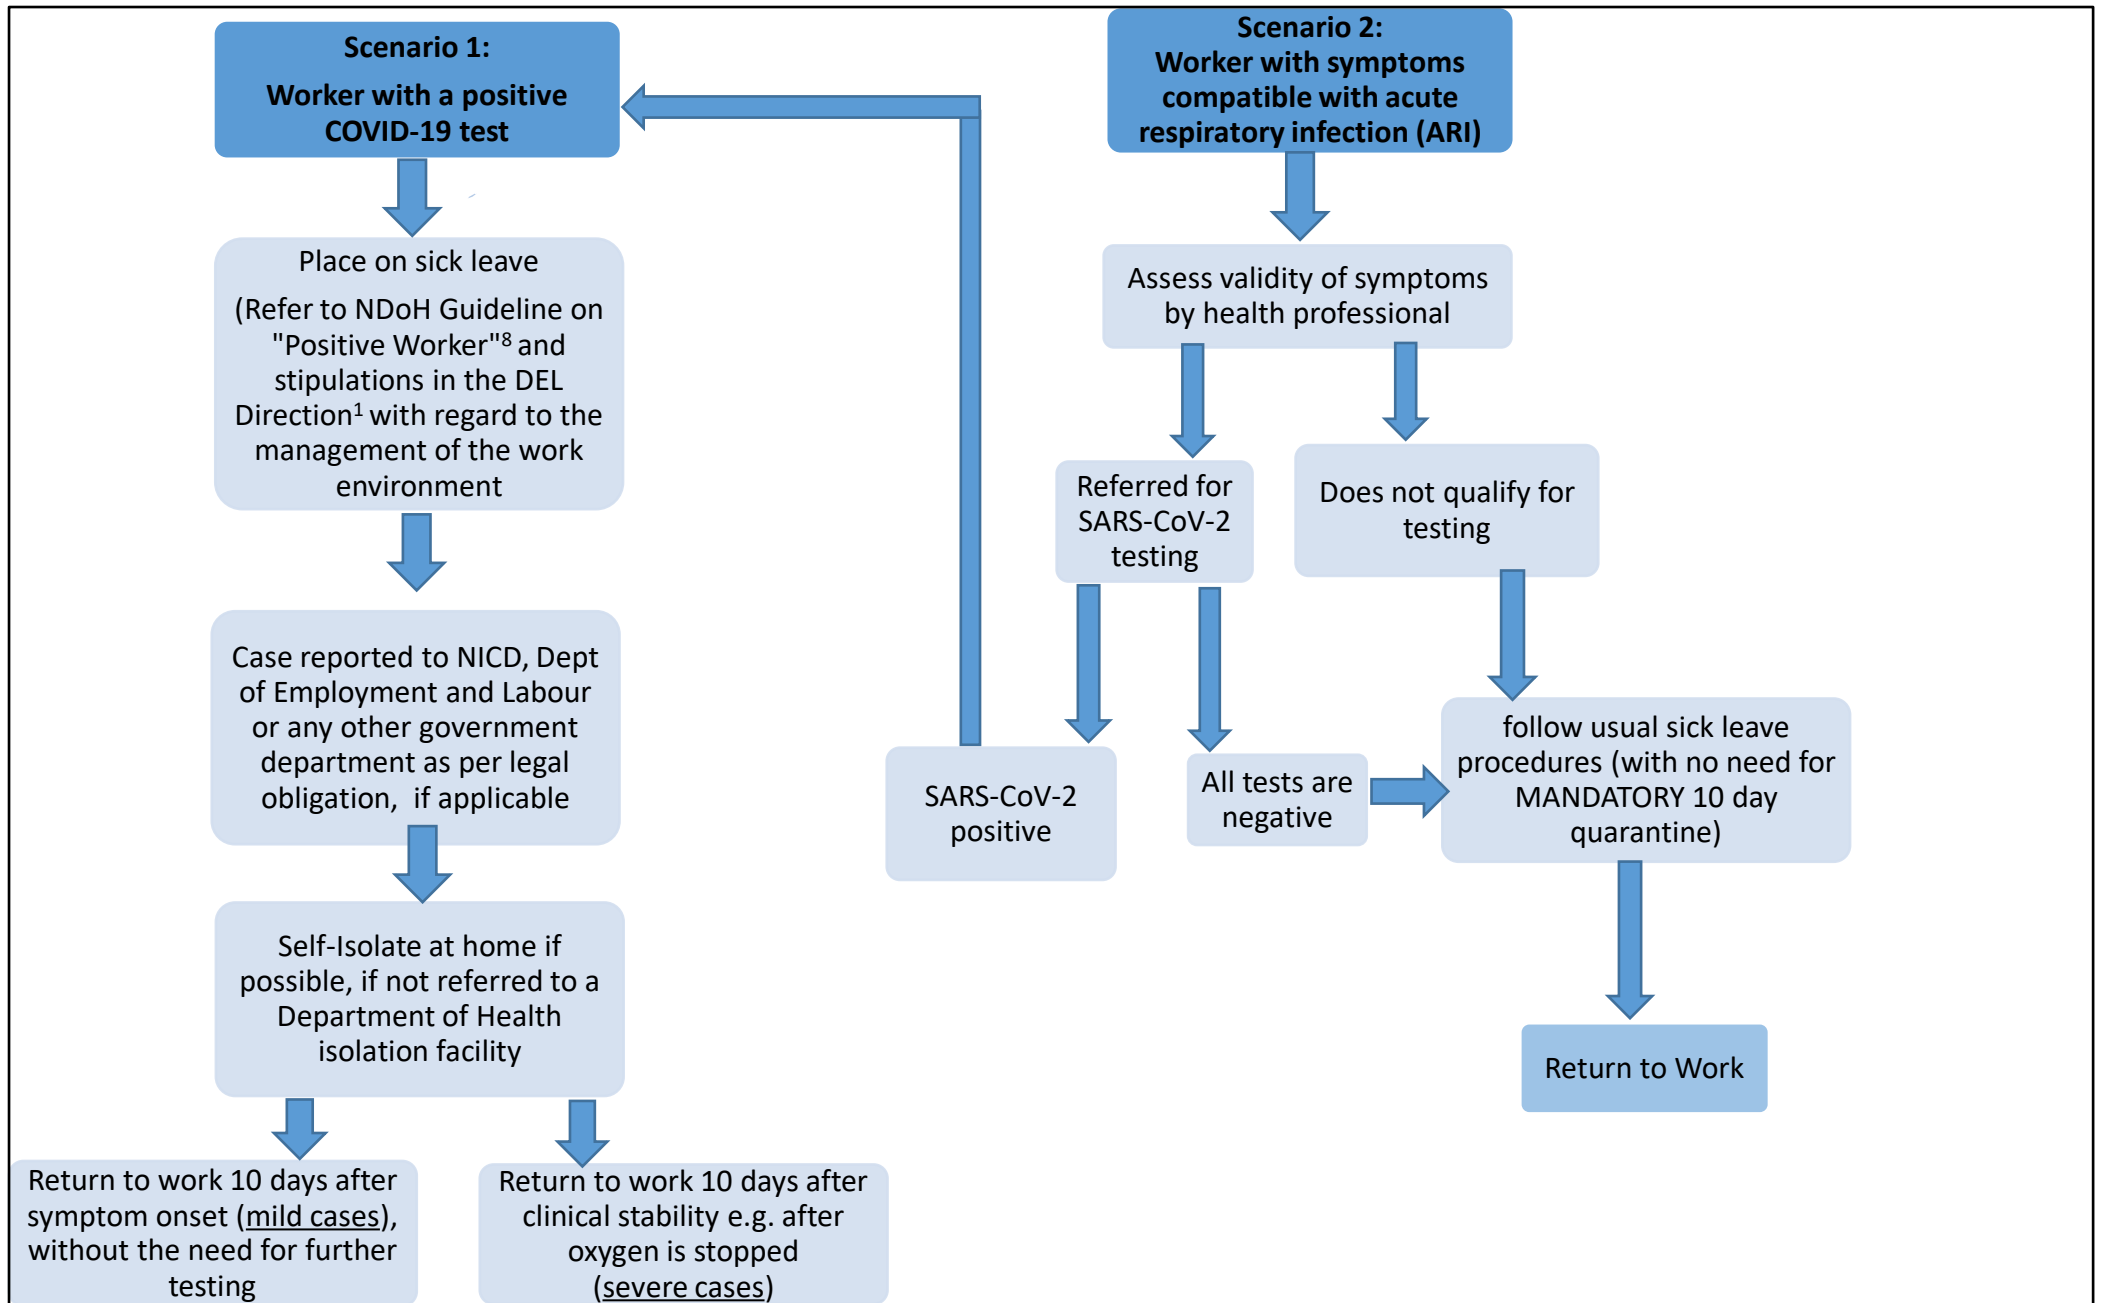 Scenario 1:
Worker with a positive
COVID-19 test
Place on sick leave
(Refer to NDoH Guideline on
"Positive Worker"⁸ and
stipulations in the DEL
Direction¹ with regard to the
management of the work
environment
Case reported to NICD, Dept
of Employment and Labour
or any other government
department as per legal
obligation,  if applicable
Self-Isolate at home if
possible, if not referred to a
Department of Health
isolation facility
Return to work 10 days after
symptom onset (mild cases),
without the need for further
testing
Return to work 10 days after
clinical stability e.g. after
oxygen is stopped
(severe cases)
Scenario 2:
Worker with symptoms
compatible with acute
respiratory infection (ARI)
Assess validity of symptoms
by health professional
Referred for
SARS-CoV-2
testing
Does not qualify for
testing
SARS-CoV-2
positive
All tests are
negative
follow usual sick leave
procedures (with no need for
MANDATORY 10 day
quarantine)
Return to Work